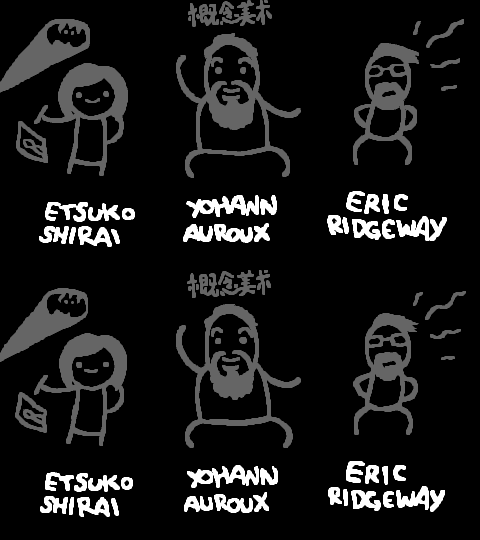 概念美术
ETSUKO
SHIRAI
YOHANN
AUROUX
ERIC
RIDGEWAY
概念美术
ETSUKO
SHIRAI
YOHANN
AUROUX
ERIC
RIDGEWAY